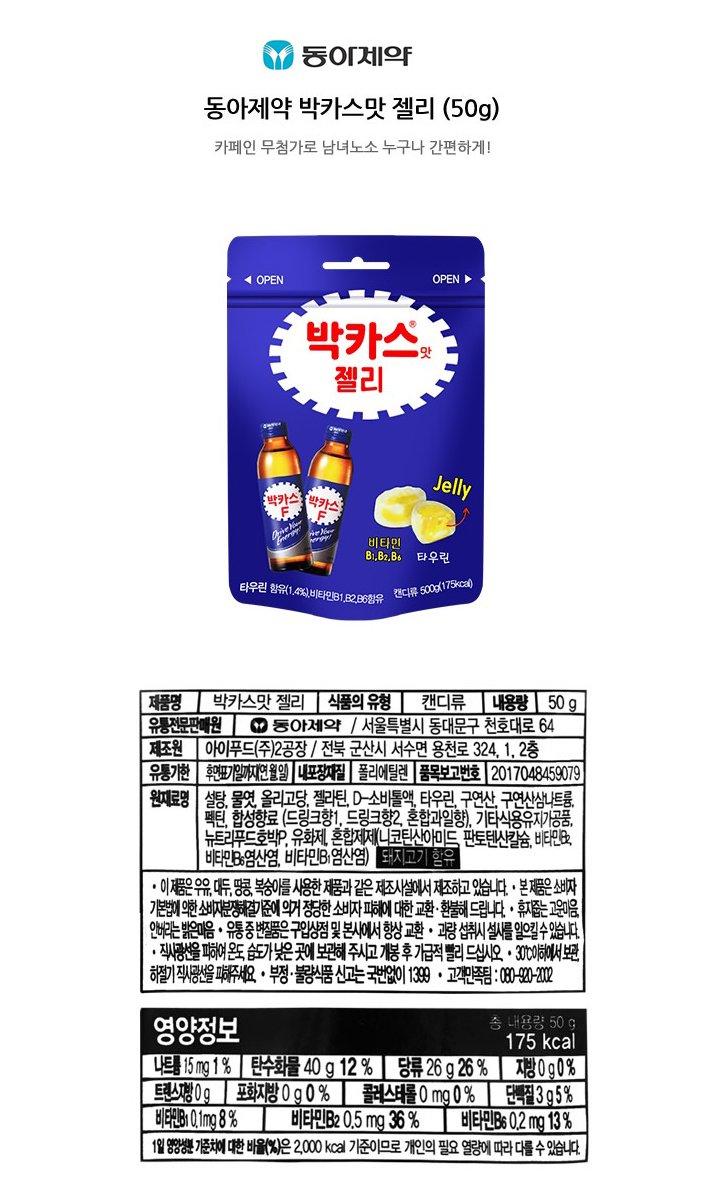 동아제약
동아제약 박카스맛 젤리 (50g)
카페인 무첨가로 남녀노소 누구나 간편하게!
◀ OPEN OPEN ▶
박카스®맛
젤리
박카스 F
Drive Your Energy!
박카스 F
Jelly
비타민 B1,B2,B6
타우린
타우린 함유(1.4%),비타민B1,B2,B6함유 캔디류 500g(175kcal)
제품명 박카스맛 젤리 식품의 유형 캔디류 내용량 50 g
유통전문판매원 동아제약 / 서울특별시 동대문구 천호대로 64
제조원 아이푸드(주)2공장 / 전북 군산시 서수면 용천로 324, 1, 2층
유통기한 후면표기일까지(연,월,일) 내포장재질 폴리에틸렌 품목보고번호 2017048459079
원재료명 설탕, 물엿, 올리고당, 젤라틴, D-소비톨액, 타우린, 구연산, 구연산삼나트륨,
펙틴, 합성향료 (드링크향1, 드링크향2, 혼합과일향), 기타식용유지가공품,
뉴트리푸드호박P, 유화제, 혼합제제(니코틴산아미드, 판토텐산칼슘, 비타민B2,
비타민B6염산염, 비타민B1염산염) 돼지고기 함유
• 이 제품은 우유, 대두, 땅콩, 복숭아를 사용한 제품과 같은 제조시설에서 제조하고 있습니다. • 본 제품은 소비자
기본법에 의한 소비자분쟁해결기준에 의거 정당한 소비자 피해에 대한 교환·환불해 드립니다. • 휴지줍는 고운마음,
안버리는 밝은마음 • 유통 중 변질품은 구입상점 및 본사에서 항상 교환 • 과량 섭취시 설사를 일으킬 수 있습니다.
• 직사광선을 피하여 온도, 습도가 낮은 곳에 보관해 주시고 개봉 후 가급적 빨리 드십시오. • 30℃이하에서 보관
하절기 직사광선을 피해주세요. • 부정·불량식품 신고는 국번없이 1399 • 고객만족팀 : 080-920-2002
영양정보 총 내용량 50 g
175 kcal
나트륨 15 mg 1 % 탄수화물 40 g 12 % 당류 26 g 26 % 지방 0 g 0 %
트랜스지방 0 g 포화지방 0 g 0 % 콜레스테롤 0 mg 0 % 단백질 3 g 5 %
비타민B1 0.1mg 8 % 비타민B2 0.5 mg 36 % 비타민B6 0.2 mg 13 %
1일 영양성분 기준치에 대한 비율(%)은 2,000 kcal 기준이므로 개인의 필요 열량에 따라 다를 수 있습니다.